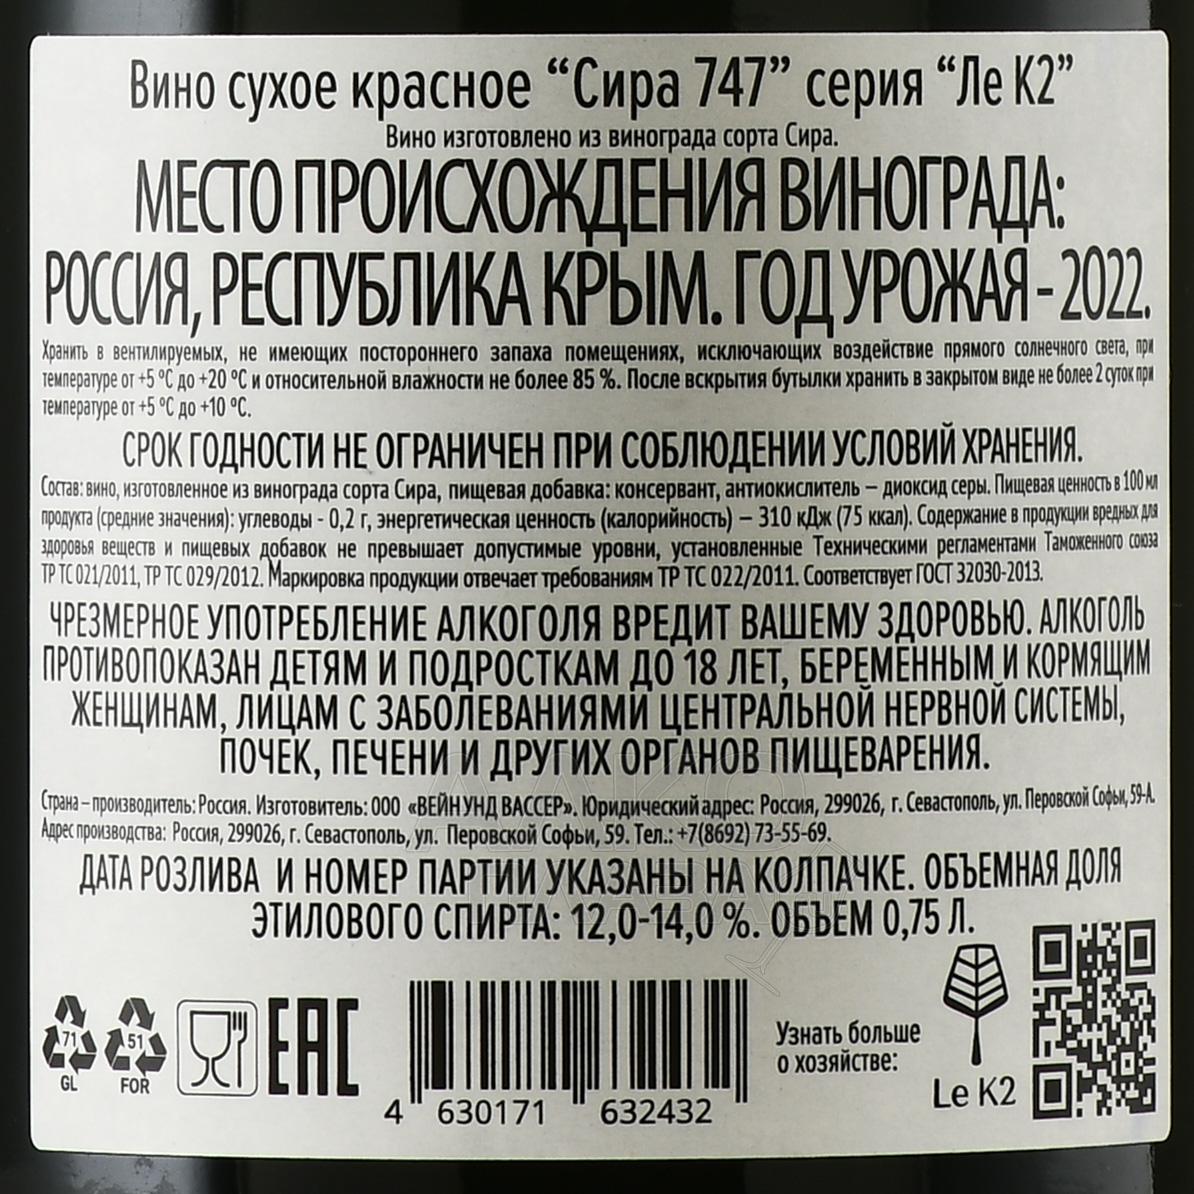 Вино сухое красное “Сира 747” серия “Ле К2”
Вино изготовлено из винограда сорта Сира.
МЕСТО ПРОИСХОЖДЕНИЯ ВИНОГРАДА:
РОССИЯ, РЕСПУБЛИКА КРЫМ. ГОД УРОЖАЯ - 2022.
Хранить в вентилируемых, не имеющих постороннего запаха помещениях, исключающих воздействие прямого солнечного света, при
температуре от +5 °С до +20 °С и относительной влажности не более 85 %. После вскрытия бутылки хранить в закрытом виде не более 2 суток при
температуре от +5 °С до +10 °С.
СРОК ГОДНОСТИ НЕ ОГРАНИЧЕН ПРИ СОБЛЮДЕНИИ УСЛОВИЙ ХРАНЕНИЯ.
Состав: вино, изготовленное из винограда сорта Сира, пищевая добавка: консервант, антиокислитель – диоксид серы. Пищевая ценность в 100 мл
продукта (средние значения): углеводы - 0,2 г, энергетическая ценность (калорийность) – 310 кДж (75 ккал). Содержание в продукции вредных для
здоровья веществ и пищевых добавок не превышает допустимые уровни, установленные Техническими регламентами Таможенного союза
ТР ТС 021/2011, ТР ТС 029/2012. Маркировка продукции отвечает требованиям ТР ТС 022/2011. Соответствует ГОСТ 32030-2013.
ЧРЕЗМЕРНОЕ УПОТРЕБЛЕНИЕ АЛКОГОЛЯ ВРЕДИТ ВАШЕМУ ЗДОРОВЬЮ. АЛКОГОЛЬ
ПРОТИВОПОКАЗАН ДЕТЯМ И ПОДРОСТКАМ ДО 18 ЛЕТ, БЕРЕМЕННЫМ И КОРМЯЩИМ
ЖЕНЩИНАМ, ЛИЦАМ С ЗАБОЛЕВАНИЯМИ ЦЕНТРАЛЬНОЙ НЕРВНОЙ СИСТЕМЫ,
ПОЧЕК, ПЕЧЕНИ И ДРУГИХ ОРГАНОВ ПИЩЕВАРЕНИЯ.
Страна – производитель: Россия. Изготовитель: ООО «ВЕЙН УНД ВАССЕР». Юридический адрес: Россия, 299026, г. Севастополь, ул. Перовской Софьи, 59-А.
Адрес производства: Россия, 299026, г. Севастополь, ул. Перовской Софьи, 59. Тел.: +7(8692) 73-55-69.
ДАТА РОЗЛИВА И НОМЕР ПАРТИИ УКАЗАНЫ НА КОЛПАЧКЕ. ОБЪЕМНАЯ ДОЛЯ
ЭТИЛОВОГО СПИРТА: 12,0-14,0 %. ОБЪЕМ 0,75 Л.
71
GL
51
FOR
EAC
4 630171 632432
Узнать больше
о хозяйстве:
Le K2